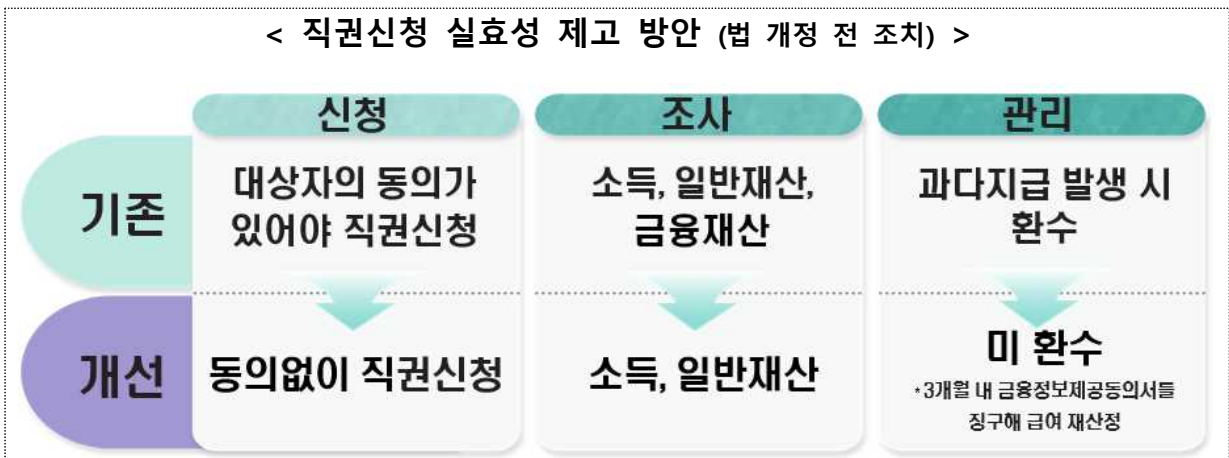 < 직권신청 실효성 제고 방안 (법 개정 전 조치) >
신청
조사
관리
기존
대상자의 동의가
있어야 직권신청
소득, 일반재산,
금융재산
과다지급 발생 시
환수
개선
동의없이 직권신청
소득, 일반재산
미 환수
*3개월 내 금융정보제공동의서를
징구해 급여 재산정